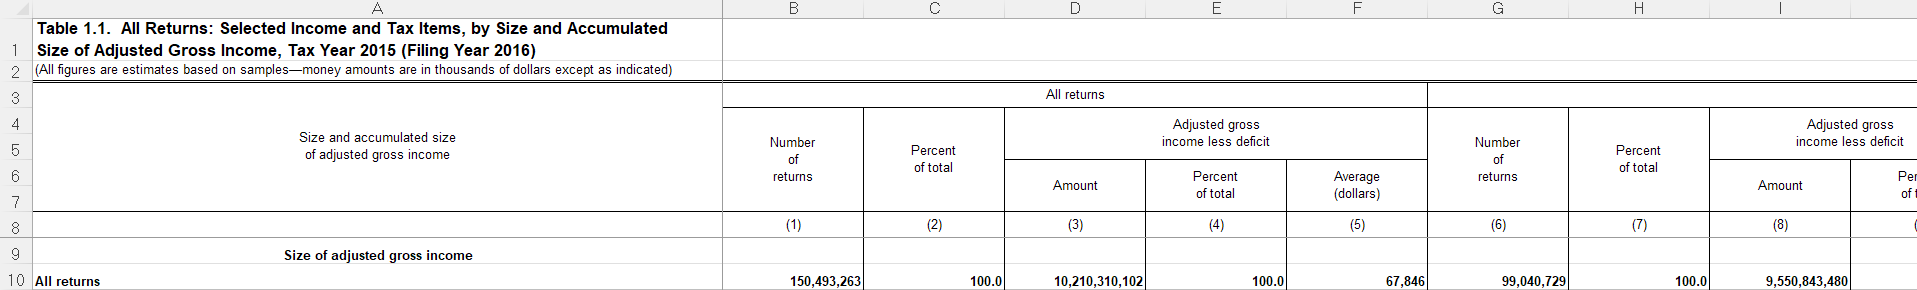 A B C D E F G H I
1 Table 1.1. All Returns: Selected Income and Tax Items, by Size and Accumulated
Size of Adjusted Gross Income, Tax Year 2015 (Filing Year 2016)
2 (All figures are estimates based on samples—money amounts are in thousands of dollars except as indicated)
3 All returns
4
5
6
7
Size and accumulated size
of adjusted gross income
Number
of
returns
Percent
of total
Adjusted gross
income less deficit
Amount
Percent
of total
Average
(dollars)
Number
of
returns
Percent
of total
Adjusted gross
income less deficit
Amount
8 (1) (2) (3) (4) (5) (6) (7) (8)
9 Size of adjusted gross income
10 All returns 150,493,263 100.0 10,210,310,102 100.0 67,846 99,040,729 100.0 9,550,843,480